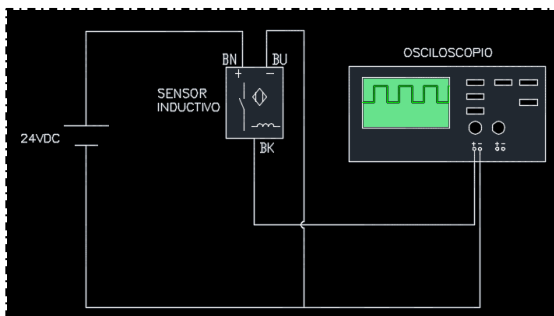 OSCILOSCOPIO
BN
BU
+
−
SENSOR
INDUCTIVO
24VDC
BK
+ − + −